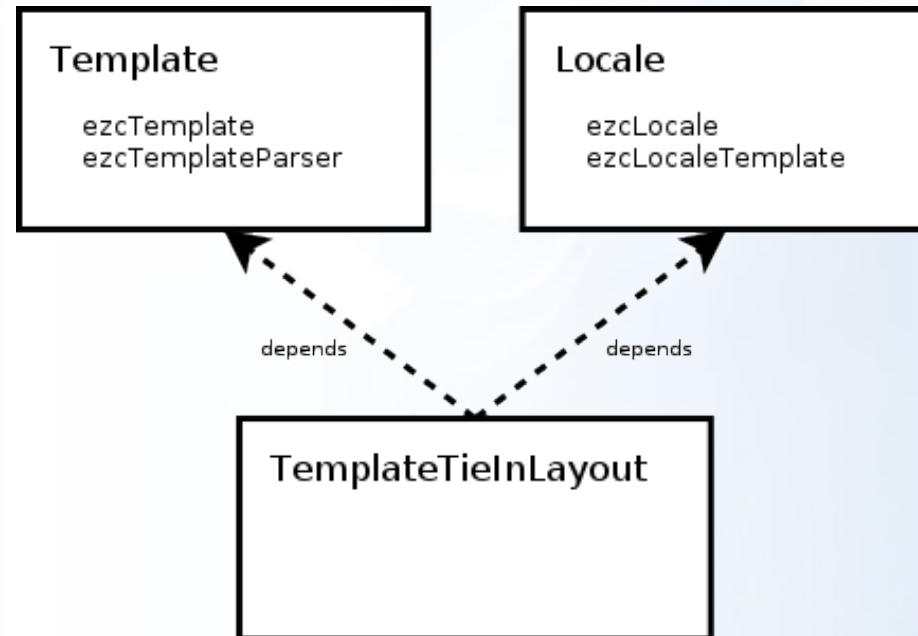 Template
ezcTemplate
ezcTemplateParser
Locale
ezcLocale
ezcLocaleTemplate
depends
depends
TemplateTieInLayout